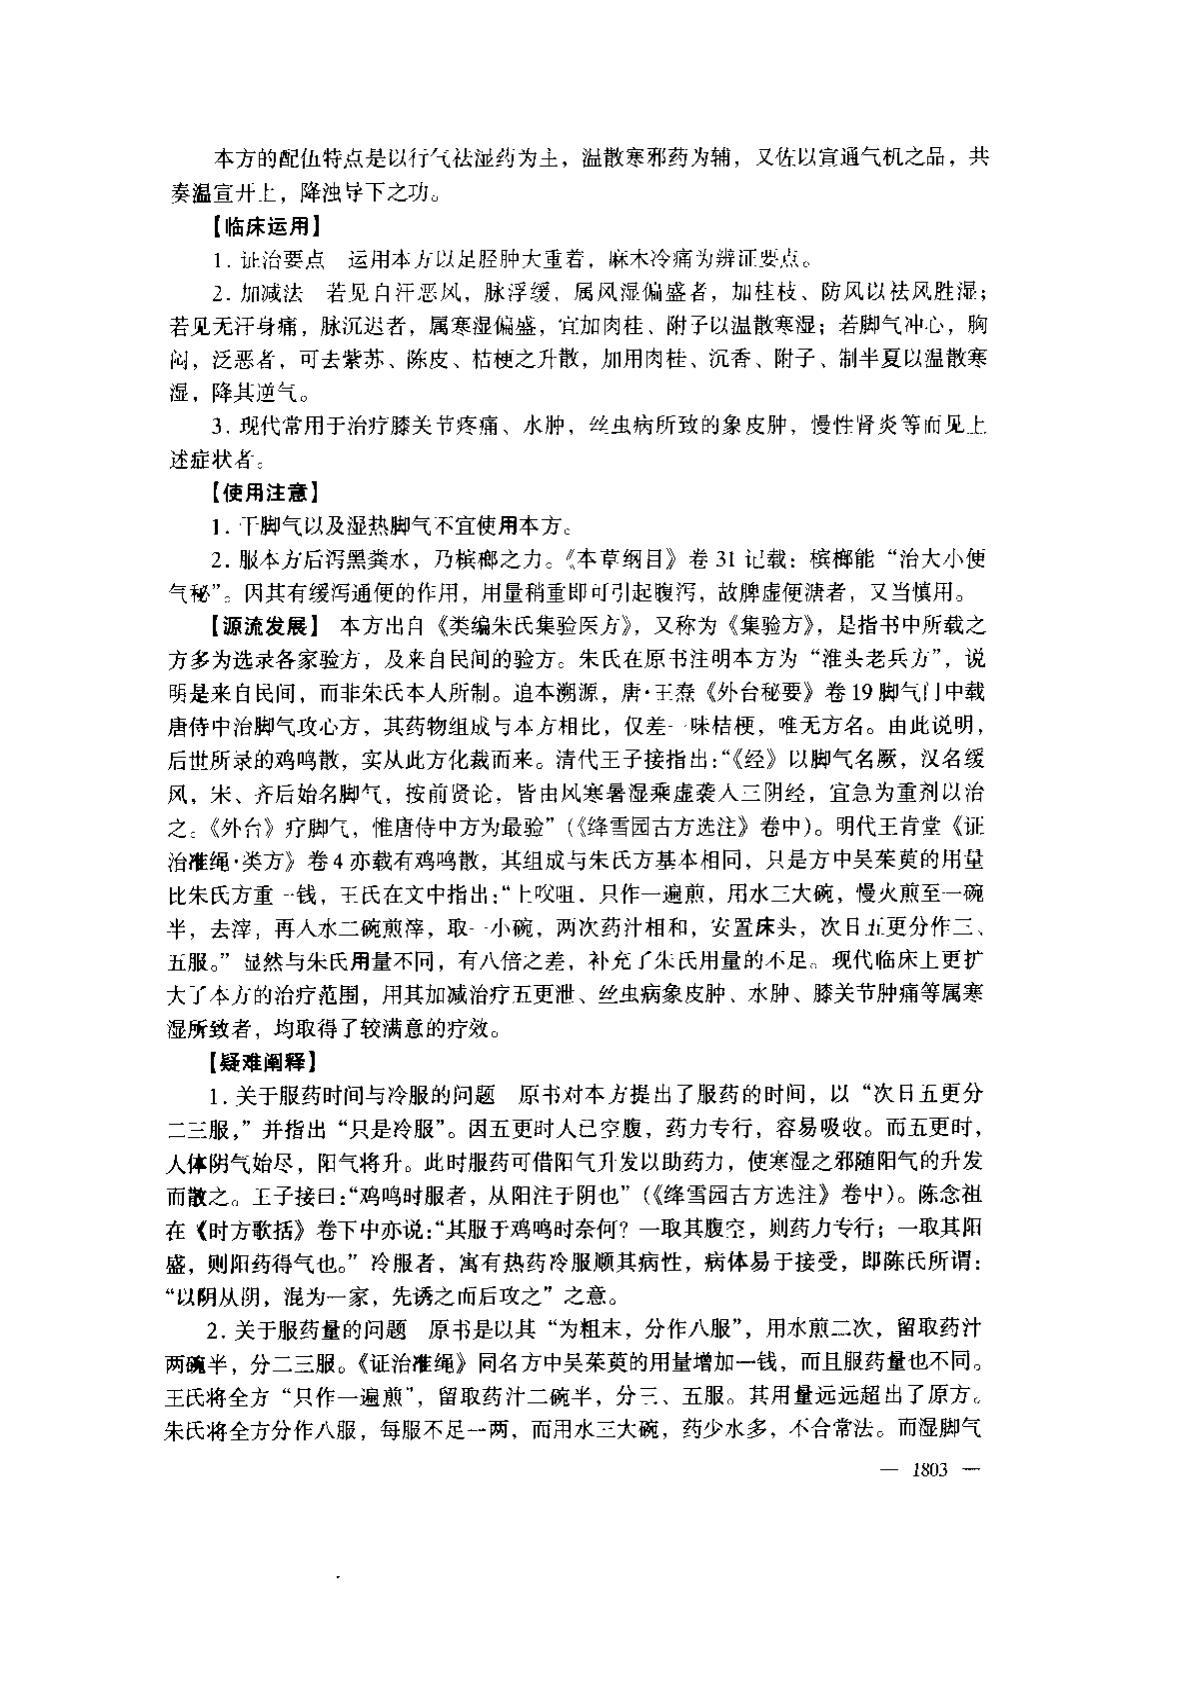 本方的配伍特点是以行气祛湿药为主，温散寒邪药为辅，又佐以宣通气机之品，共
奏温宣升上，降浊导下之功。
【临床运用】
1. 证治要点　运用本方以足胫肿大重着，麻木冷痛为辨证要点。
2. 加减法　若见自汗恶风，脉浮缓，属风湿偏盛者，加桂枝、防风以祛风胜湿；
若见无汗身痛，脉沉迟者，属寒湿偏盛，宜加肉桂、附子以温散寒湿；若脚气冲心，胸
闷，泛恶者，可去紫苏、陈皮、桔梗之升散，加用肉桂、沉香、附子、制半夏以温散寒
湿，降其逆气。
3. 现代常用于治疗膝关节疼痛、水肿，丝虫病所致的象皮肿，慢性肾炎等而见上
述症状者。
【使用注意】
1. 干脚气以及湿热脚气不宜使用本方。
2. 服本方后泻黑粪水，乃槟榔之力。《本草纲目》卷 31 记载：槟榔能“治大小便
气秘”。因其有缓泻通便的作用，用量稍重即可引起腹泻，故脾虚便溏者，又当慎用。
【源流发展】 本方出自《类编朱氏集验医方》，又称为《集验方》，是指书中所载之
方多为选录各家验方，及来自民间的验方。朱氏在原书注明本方为“淮头老兵方”，说
明是来自民间，而非朱氏本人所制。追本溯源，唐·王焘《外台秘要》卷 19 脚气门中载
唐侍中治脚气攻心方，其药物组成与本方相比，仅差一味桔梗，唯无方名。由此说明，
后世所录的鸡鸣散，实从此方化裁而来。清代王子接指出：“《经》以脚气名厥，汉名缓
风，宋、齐后始名脚气，按前贤论，皆由风寒暑湿乘虚袭入三阴经，宜急为重剂以治
之。《外台》疗脚气，惟唐侍中方为最验”（《绛雪园古方选注》卷中）。明代王肯堂《证
治准绳·类方》卷 4 亦载有鸡鸣散，其组成与朱氏方基本相同，只是方中吴茱萸的用量
比朱氏方重一钱，王氏在文中指出：“上㕮咀，只作一遍煎，用水三大碗，慢火煎至一碗
半，去滓，再入水二碗煎滓，取一小碗，两次药汁相和，安置床头，次日五更分作三、
五服。”显然与朱氏用量不同，有八倍之差，补充了朱氏用量的不足。现代临床上更扩
大了本方的治疗范围，用其加减治疗五更泄、丝虫病象皮肿、水肿、膝关节肿痛等属寒
湿所致者，均取得了较满意的疗效。
【疑难阐释】
1. 关于服药时间与冷服的问题　原书对本方提出了服药的时间，以“次日五更分
二三服，”并指出“只是冷服”。因五更时人已空腹，药力专行，容易吸收。而五更时，
人体阴气始尽，阳气将升。此时服药可借阳气升发以助药力，使寒湿之邪随阳气的升发
而散之。王子接曰：“鸡鸣时服者，从阳注于阴也”（《绛雪园古方选注》卷中）。陈念祖
在《时方歌括》卷下中亦说：“其服于鸡鸣时奈何？一取其腹空，则药力专行；一取其阳
盛，则阳药得气也。”冷服者，寓有热药冷服顺其病性，病体易于接受，即陈氏所谓：
“以阴从阴，混为一家，先诱之而后攻之”之意。
2. 关于服药量的问题　原书是以其“为粗末，分作八服”，用水煎二次，留取药汁
两碗半，分二三服。《证治准绳》同名方中吴茱萸的用量增加一钱，而且服药量也不同。
王氏将全方“只作一遍煎”，留取药汁二碗半，分三、五服。其用量远远超出了原方。
朱氏将全方分作八服，每服不足一两，而用水三大碗，药少水多，不合常法。而湿脚气
— 1803 —